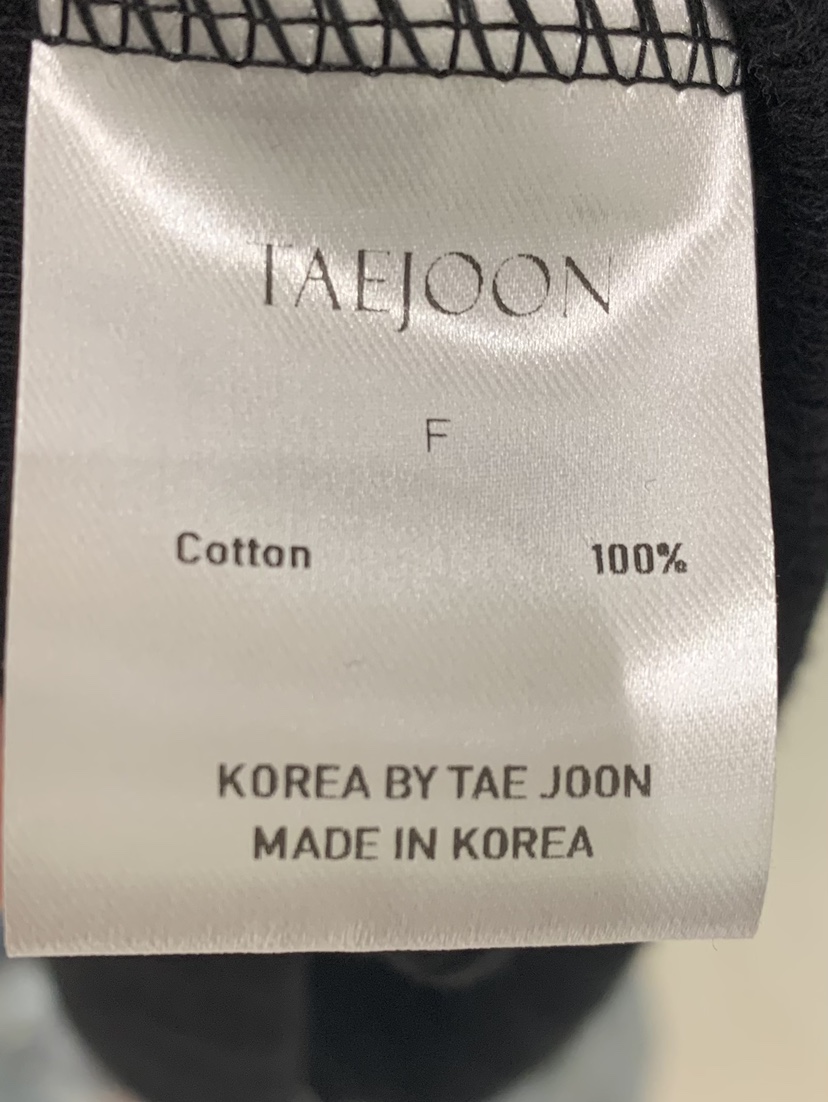 TAEJOON
F
Cotton 100%
KOREA BY TAE JOON
MADE IN KOREA